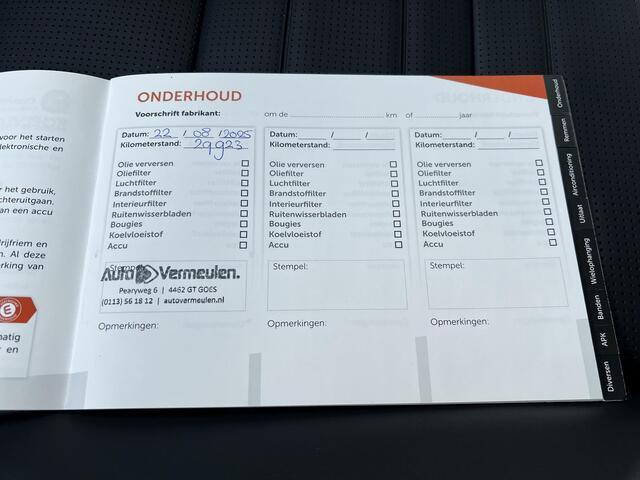 ONDERHOUD
Voorschrift fabrikant: om de km of jaar
Datum: 22 / 08 / 2025
Kilometerstand: 29923
Olie verversen
Oliefilter
Luchtfilter
Brandstoffilter
Interieurfilter
Ruitenwisserbladen
Bougies
Koelvloeistof
Accu
Stempel:
Auto Vermeulen.
Pearyweg 6 | 4462 GT GOES
(0113) 56 18 12 | autovermeulen.nl
Opmerkingen:
Datum: / /
Kilometerstand:
Olie verversen
Oliefilter
Luchtfilter
Brandstoffilter
Interieurfilter
Ruitenwisserbladen
Bougies
Koelvloeistof
Accu
Stempel:
Opmerkingen:
Datum: / /
Kilometerstand:
Olie verversen
Oliefilter
Luchtfilter
Brandstoffilter
Interieurfilter
Ruitenwisserbladen
Bougies
Koelvloeistof
Accu
Stempel:
Opmerkingen:
Onderhoud
Remmen
Airconditioning
Uitlaat
Wielophanging
Banden
APK
Diversen
voor het starten
elektronische en
r het gebruik,
chteruitgaan.
an een accu
rijfriem en
n. Al deze
rking van
natig
r en